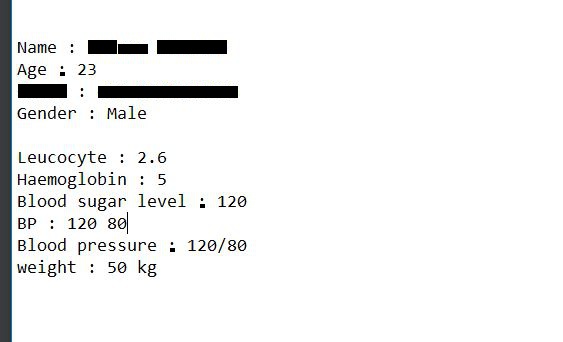 Name :
Age : 23
:
Gender : Male
Leucocyte : 2.6
Haemoglobin : 5
Blood sugar level : 120
BP : 120 80
Blood pressure : 120/80
weight : 50 kg